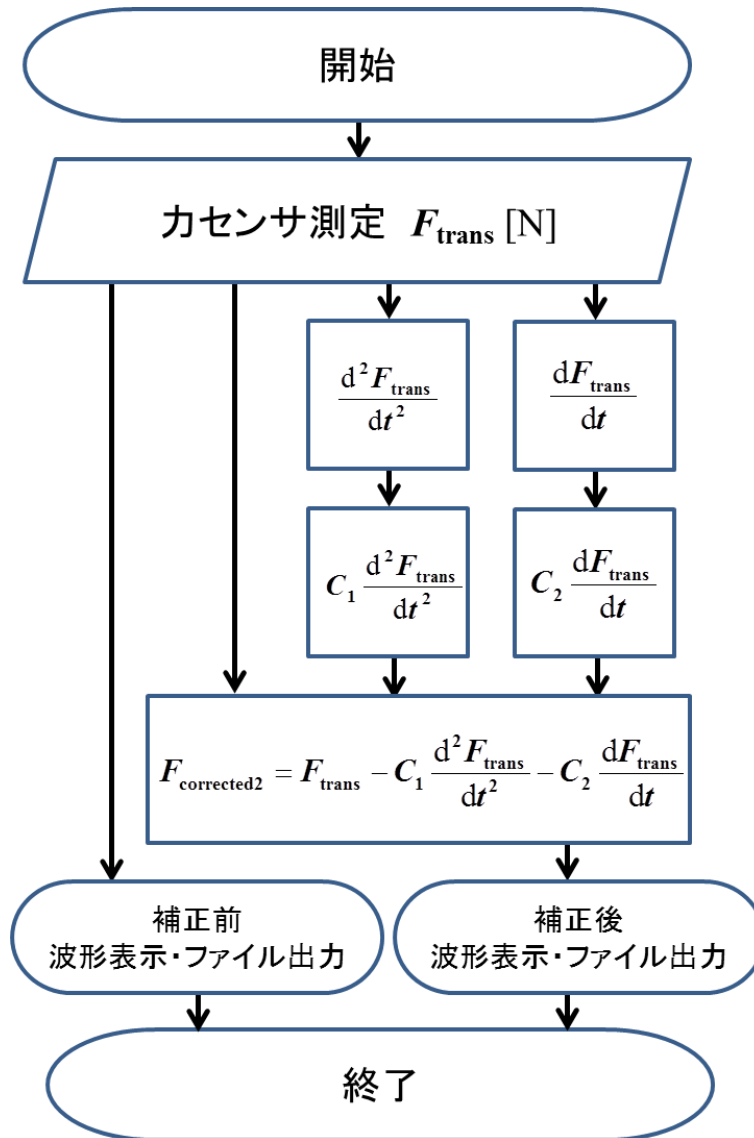 開始
力センサ測定 F_trans [N]
d²F_trans/dt²
dF_trans/dt
C₁ d²F_trans/dt²
C₂ dF_trans/dt
F_corrected2 = F_trans − C₁ d²F_trans/dt² − C₂ dF_trans/dt
補正前
波形表示・ファイル出力
補正後
波形表示・ファイル出力
終了